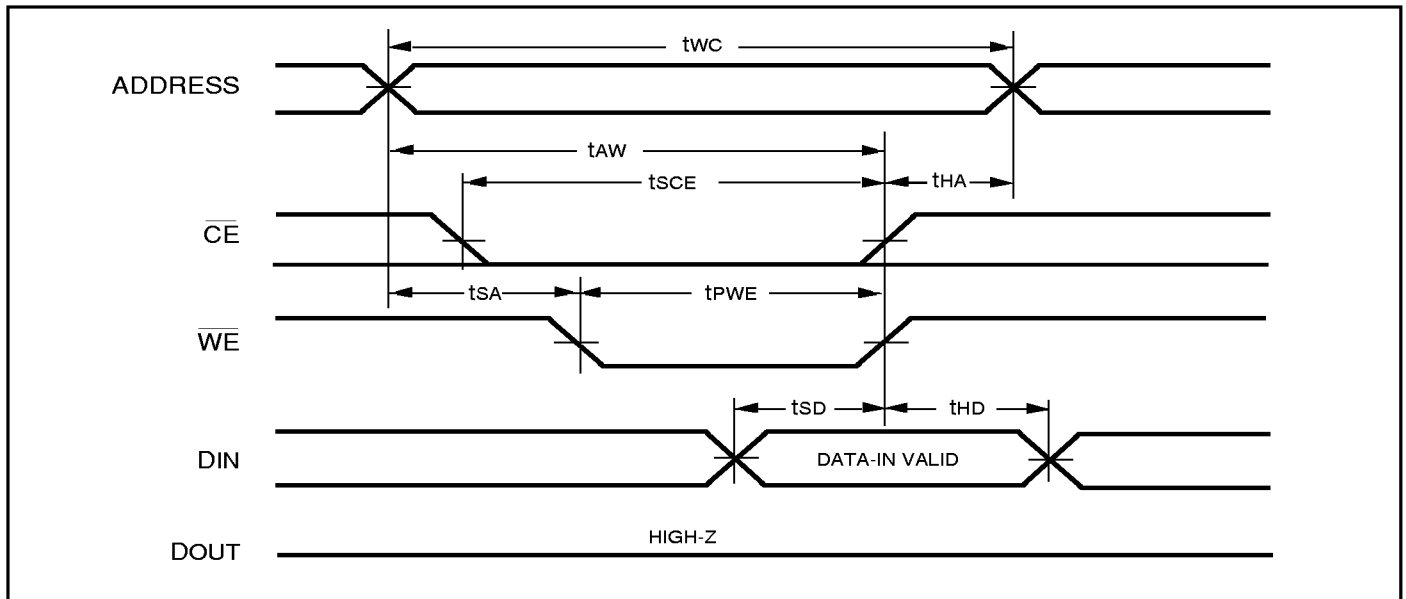 tWC
ADDRESS
tAW
tSCE
tHA
CE
tSA
tPWE
WE
tSD
tHD
DIN
DATA-IN VALID
HIGH-Z
DOUT